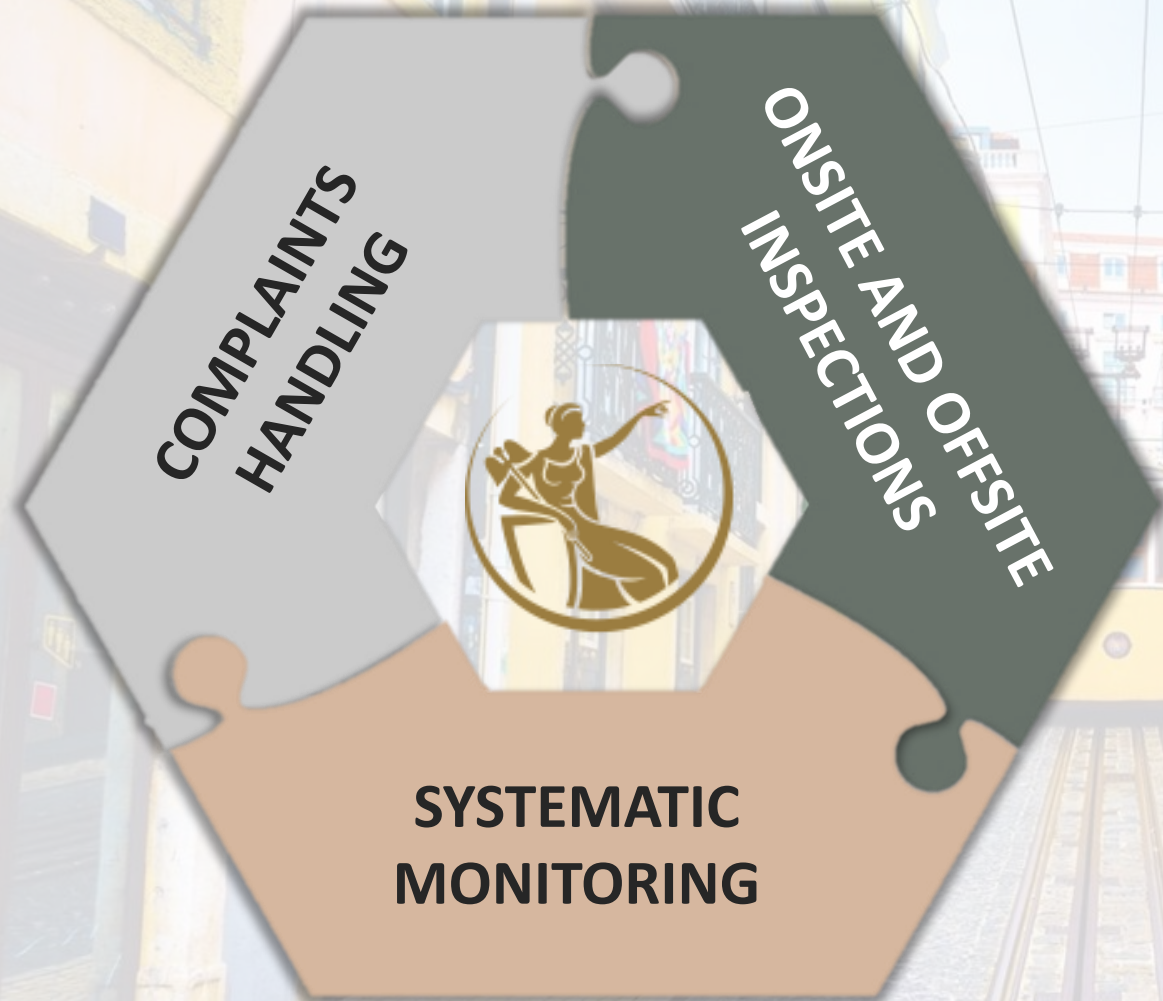 COMPLAINTS
HANDLING
ONSITE AND OFFSITE
INSPECTIONS
SYSTEMATIC
MONITORING